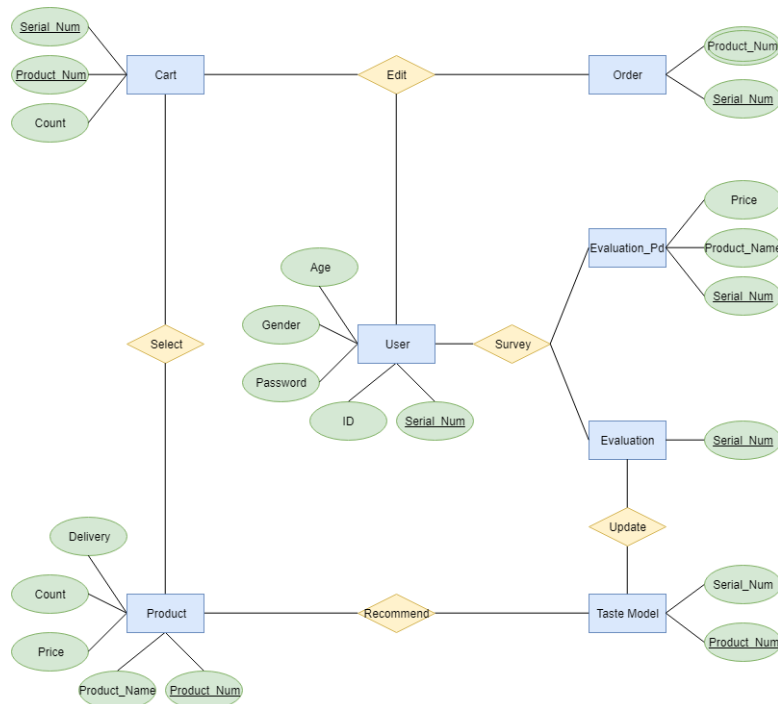 Serial_Num
Product_Num
Cart
Edit
Order
Product_Num
Count
Serial_Num
Price
Evaluation_Pd
Product_Name
Age
Serial_Num
Gender
Select
User
Survey
Password
ID
Serial_Num
Evaluation
Serial_Num
Delivery
Update
Count
Serial_Num
Product
Recommend
Taste Model
Price
Product_Num
Product_Name
Product_Num